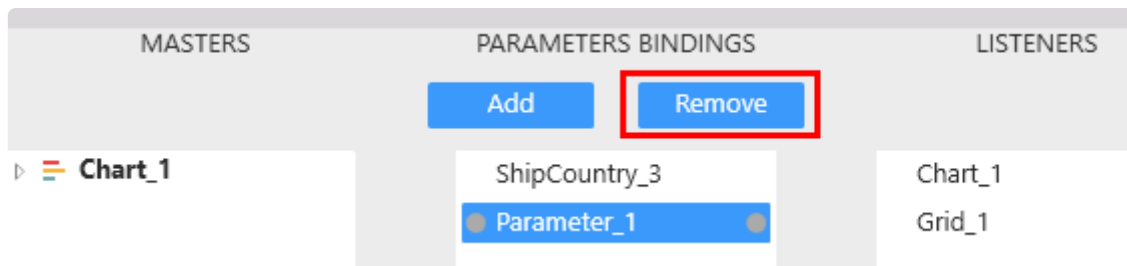 MASTERS PARAMETERS BINDINGS LISTENERS
Add Remove
Chart_1 ShipCountry_3 Chart_1
Parameter_1 Grid_1